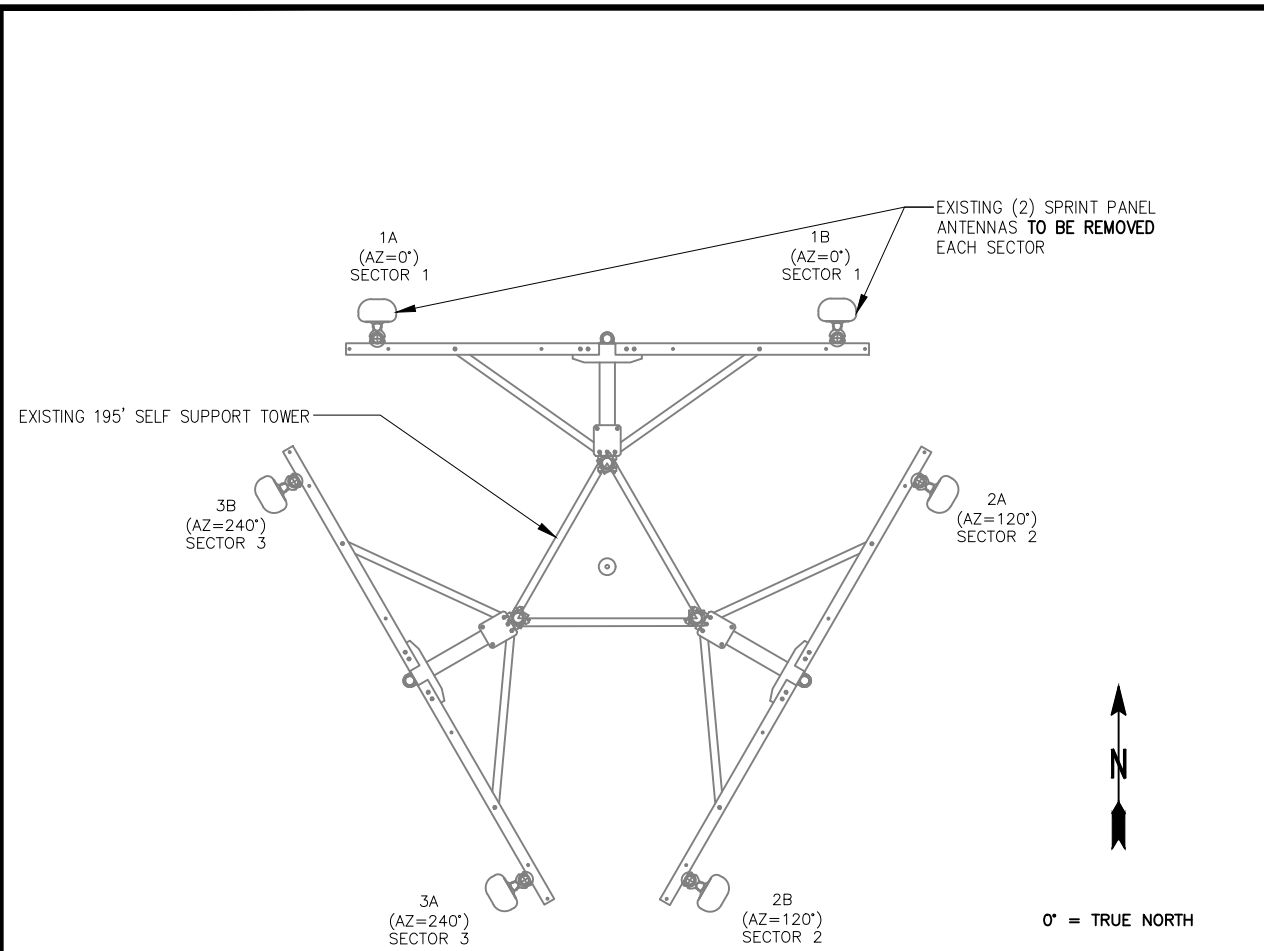 EXISTING (2) SPRINT PANEL
ANTENNAS TO BE REMOVED
EACH SECTOR
1A
(AZ=0°)
SECTOR 1
1B
(AZ=0°)
SECTOR 1
EXISTING 195' SELF SUPPORT TOWER
3B
(AZ=240°)
SECTOR 3
2A
(AZ=120°)
SECTOR 2
N
3A
(AZ=240°)
SECTOR 3
2B
(AZ=120°)
SECTOR 2
0° = TRUE NORTH